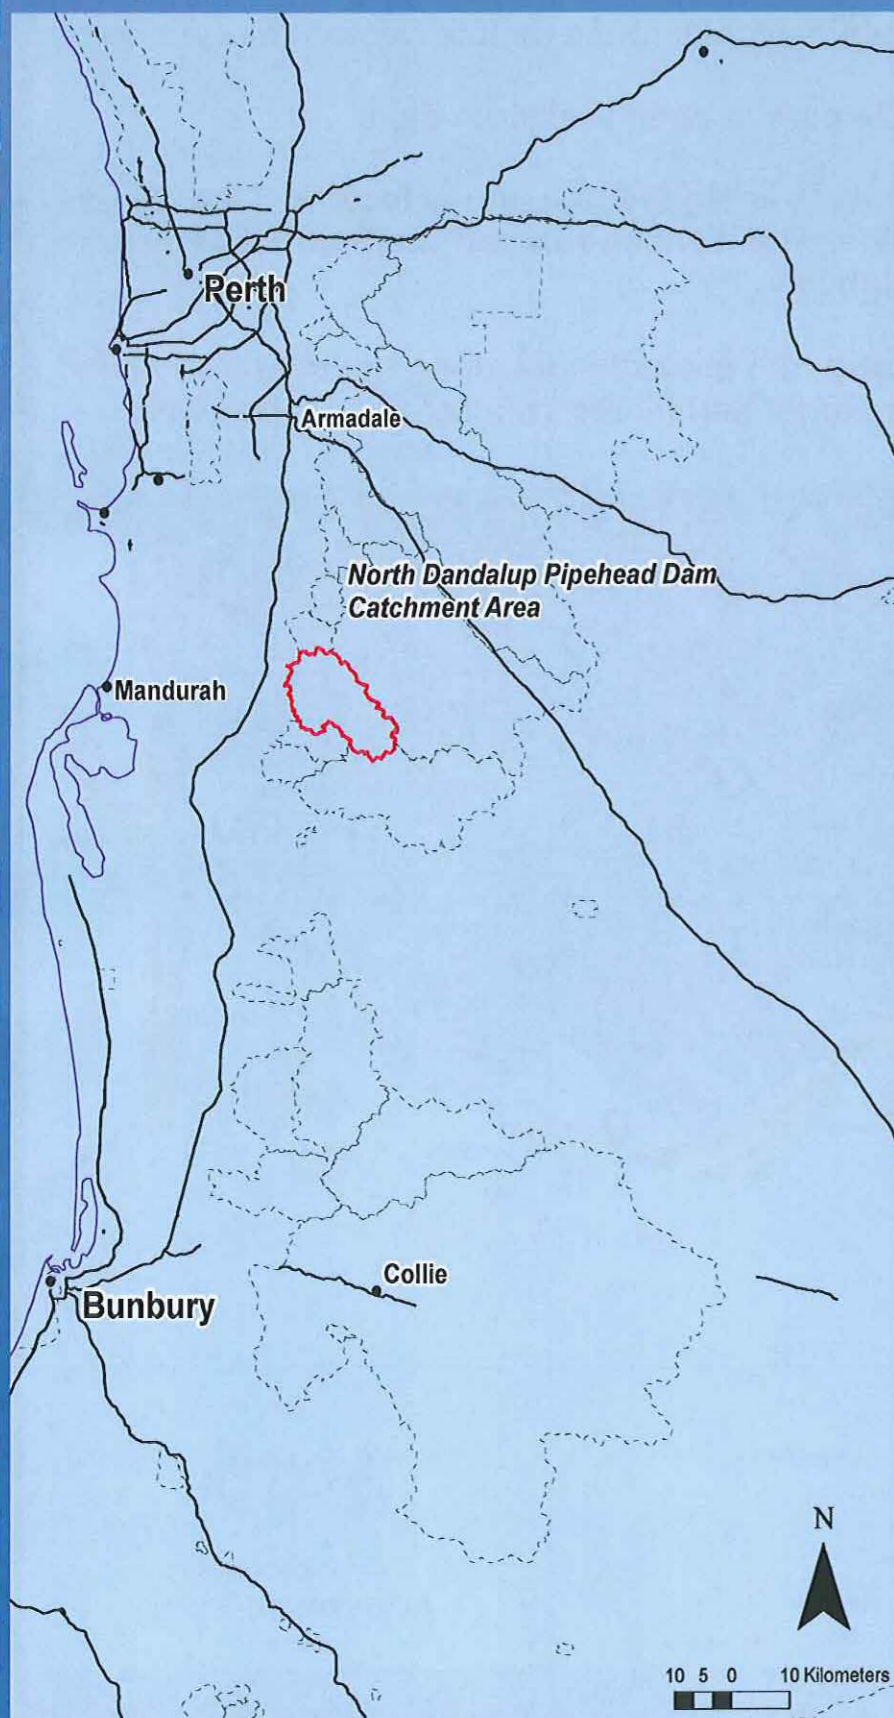 Perth
Armadale
North Dandalup Pipehead Dam
Catchment Area
Mandurah
Collie
Bunbury
N
10 5 0 10 Kilometers